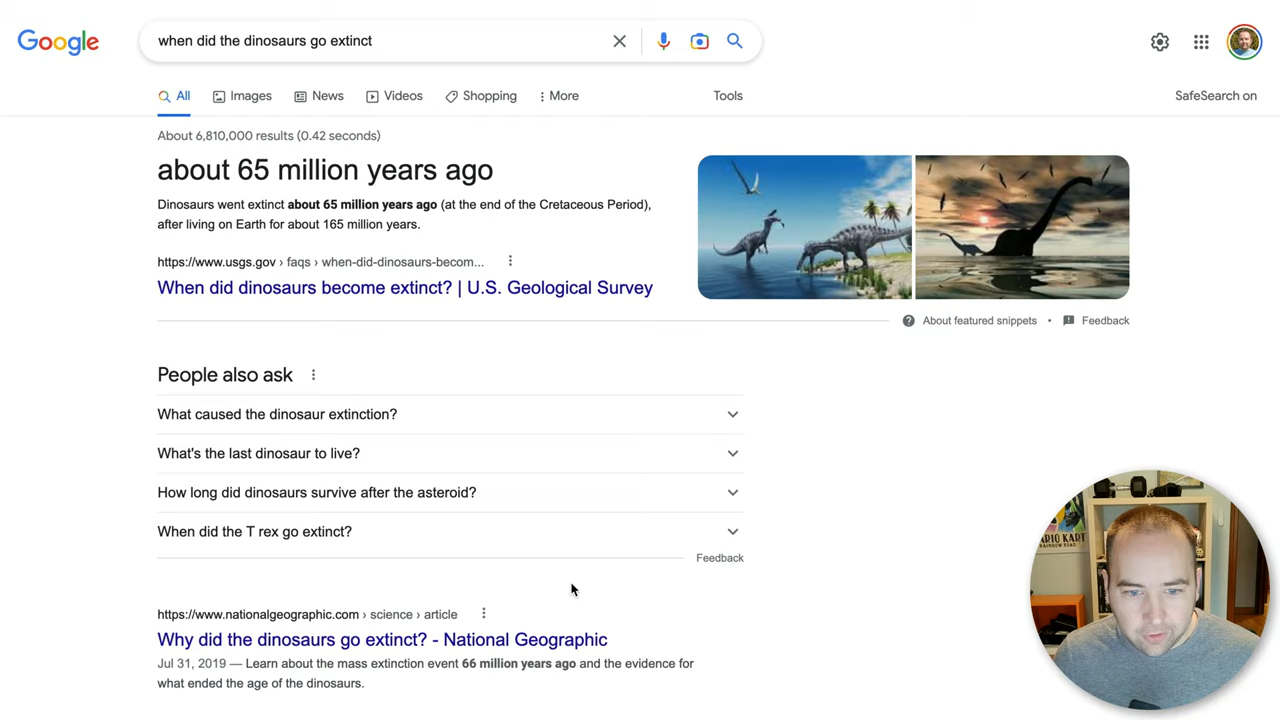 Google
when did the dinosaurs go extinct
All
Images
News
Videos
Shopping
More
Tools
SafeSearch on
About 6,810,000 results (0.42 seconds)
about 65 million years ago
Dinosaurs went extinct about 65 million years ago (at the end of the Cretaceous Period),
after living on Earth for about 165 million years.
https://www.usgs.gov › faqs › when-did-dinosaurs-becom...
When did dinosaurs become extinct? | U.S. Geological Survey
About featured snippets • Feedback
People also ask
What caused the dinosaur extinction?
What's the last dinosaur to live?
How long did dinosaurs survive after the asteroid?
When did the T rex go extinct?
Feedback
https://www.nationalgeographic.com › science › article
Why did the dinosaurs go extinct? - National Geographic
Jul 31, 2019 — Learn about the mass extinction event 66 million years ago and the evidence for
what ended the age of the dinosaurs.
ARIO KART
RAINBOW ROAD